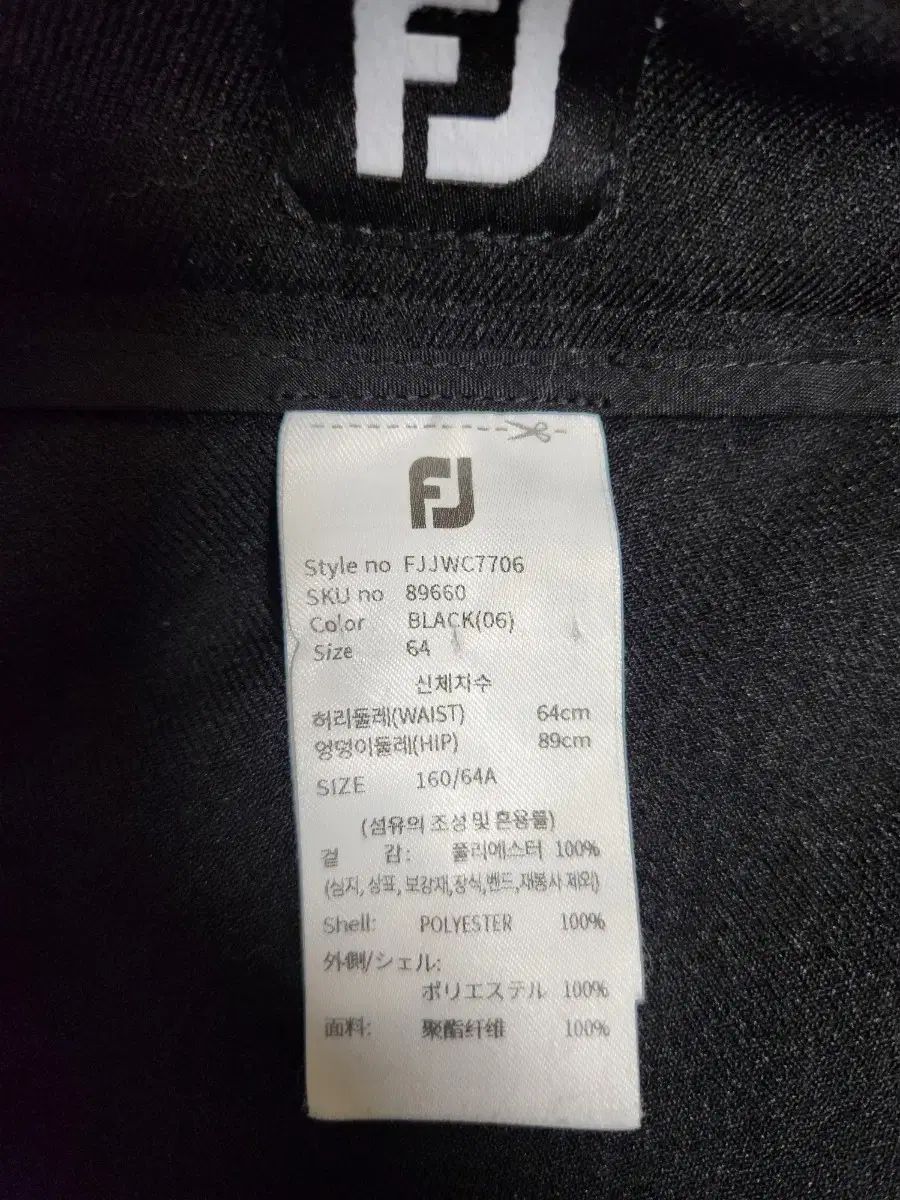 FJ
FJ
Style no FJJWC7706
SKU no 89660
Color BLACK(06)
Size 64
신체치수
허리둘레(WAIST) 64cm
엉덩이둘레(HIP) 89cm
SIZE 160/64A
(섬유의 조성 및 혼용률)
겉 감: 폴리에스터 100%
(심지, 상표, 보강재,장식,벤드,재봉사 제외)
Shell: POLYESTER 100%
外側/シェル:
ポリエステル 100%
面料: 聚酯纤维 100%